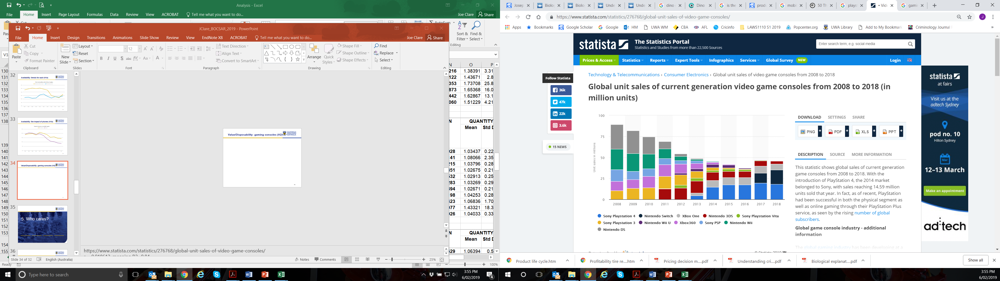 Analysis - Excel
File Home Insert Page Layout Formulas Data Review View ACROBAT Tell me what you want to do... Joe Clare Share
JClare_BOCSAR_2019 - PowerPoint
File Home Insert Design Transitions Animations Slide Show Review View EndNote X8 ACROBAT Tell me what you want to do... Joe Clare Share
Paste
Cut
Copy
Format Painter
Clipboard
New
Slide
Layout
Reset
Section
Slides
12
Font
Text Direction
Align Text
Convert to SmartArt
Paragraph
Arrange
Quick
Styles
Shape Fill
Shape Outline
Shape Effects
Drawing
Find
Replace
Select
Editing
Sort &
Filter
Find &
Select
Editing
32
Availability: trends for each (H1a)
33
Availability: the impact of phones (H1b)
34
Value/Disposability: gaming consoles (H2)
35
5. Who cares?
36
Value/Disposability: gaming consoles (H2)
THE UNIVERSITY OF
WESTERN
AUSTRALIA
https://www.statista.com/statistics/276768/global-unit-sales-of-video-game-consoles/
Slide 34 of 52 English (Australia) Notes Comments 25%
Ready 100%
130
131
132
133
134
135
136
137
138
139
140
141
142
143
144
145
146
147
148
149
150
151
152
153
154
155
N O P
216 1.38391 3.31
122 1.43671 2.8
353 1.73708 25.8
873 1.65368 16.0
442 1.62867 13.1
060 1.51229 4.21
N QUANTITY
Mean Std D
028 1.03437 0.22
141 1.08066 2.35
215 1.03796 0.28
351 1.02675 0.21
532 1.02913 0.25
283 1.03269 0.29
394 1.02671 0.21
198 1.04253 0.28
323 1.06836 1.70
077 1.43321 18.3
026 1.04033 0.33
N QUANTITY
Mean Std D
529 1.06394 0.5
Type here to search
3:55 PM
6/02/2019
Josep Biolo Biolo Unde Unde dino Dino is the prod mobi 50 Th plays Vide gami
https://www.statista.com/statistics/276768/global-unit-sales-of-video-game-consoles/
Apps Bookmarks Google Scholar Google HM UWA WM CBA AFL Cricinfo LAWS1110 S1 2019 Popcenter.org UWA Library Add to My Bookmark Criminology Journal
statista
The Statistics Portal
Statistics and Studies from more than 22,500 Sources
Enter search term, e.g. social media
Prices & Access Statistics Reports Expert Tools Infographics Services Global Survey NEW Login
Follow Statista
36k
47k
22k
3.6k
15 NEWS
Technology & Telecommunications › Consumer Electronics › Global unit sales of video game consoles from 2008 to 2018
Global unit sales of current generation video game consoles from 2008 to 2018 (in
million units)
Unit sales in millions
100
75
50
25
0
2008 2009 2010 2011 2012 2013 2014 2015 2016 2017 2018
Sony Playstation 4 Nintendo Switch XBox One Nintendo 3DS Sony Playstation Vita
Sony Playstation 3 Nintendo Wii U Xbox360 Sony PSP Nintendo Wii
Nintendo DS
DOWNLOAD SETTINGS SHARE
PNG + PDF + XLS + PPT +
DESCRIPTION SOURCE MORE INFORMATION
This statistic shows global sales of current generation
game consoles from 2008 to 2018. With the
introduction of PlayStation 4, the 2014 market
belonged to Sony, with sales reaching 14.59 million
units sold that year. In fact, as of recent, PlayStation
had been successful in both the physical segment as
well as online gaming through their PlayStation Plus
service, as seen by the rising number of global
subscribers.
Global game console industry - additional
information
The global gaming industry has been developing at a
statista
at fairs
Visit us at the
adtech Sydney
pod no. 10
Hilton Sydney
Mar
12–13 March
Make an appointment
ad:tech
Product life cycle.htm Profitability tire re....htm Pricing decision m....pdf Understanding cri....pdf Biological explanat....pdf Show all
3:55 PM
6/02/2019